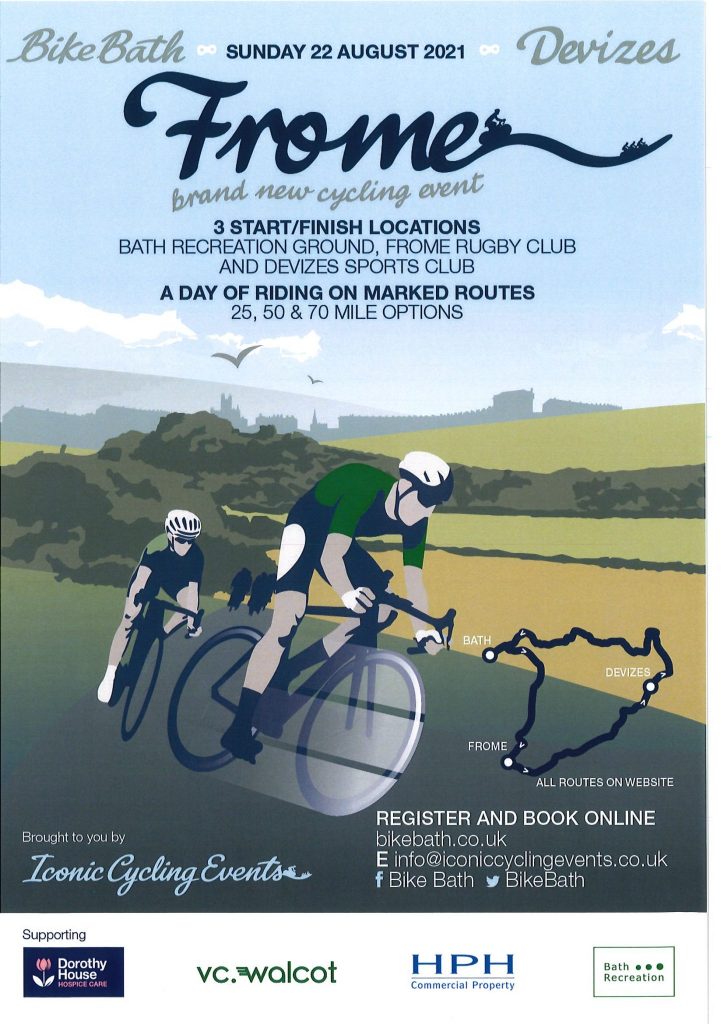 BikeBath ∞ SUNDAY 22 AUGUST 2021 ∞ Devizes
Frome
brand new cycling event
3 START/FINISH LOCATIONS
BATH RECREATION GROUND, FROME RUGBY CLUB
AND DEVIZES SPORTS CLUB
A DAY OF RIDING ON MARKED ROUTES
25, 50 & 70 MILE OPTIONS
BATH
DEVIZES
FROME
ALL ROUTES ON WEBSITE
REGISTER AND BOOK ONLINE
bikebath.co.uk
E info@iconiccyclingevents.co.uk
f Bike Bath BikeBath
Brought to you by
Iconic Cycling Events
Supporting
Dorothy
House
HOSPICE CARE
vc.walcot
HPH
Commercial Property
Bath
Recreation